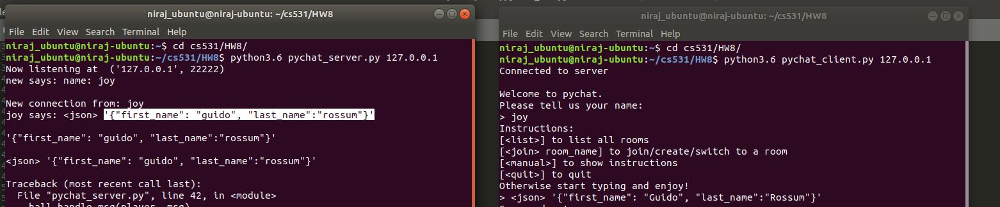 niraj_ubuntu@niraj-ubuntu: ~/cs531/HW8
File Edit View Search Terminal Help
niraj_ubuntu@niraj-ubuntu:~$ cd cs531/HW8/
niraj_ubuntu@niraj-ubuntu:~/cs531/HW8$ python3.6 pychat_server.py 127.0.0.1
Now listening at  ('127.0.0.1', 22222)
new says: name: joy
New connection from: joy
joy says: <json> '{"first_name": "guido", "last_name":"rossum"}'
'{"first_name": "guido", "last_name":"rossum"}'
<json> '{"first_name": "guido", "last_name":"rossum"}'
Traceback (most recent call last):
  File "pychat_server.py", line 42, in <module>
niraj_ubuntu@niraj-ubuntu: ~/cs531/HW8
File Edit View Search Terminal Help
niraj_ubuntu@niraj-ubuntu:~$ cd cs531/HW8/
niraj_ubuntu@niraj-ubuntu:~/cs531/HW8$ python3.6 pychat_client.py 127.0.0.1
Connected to server
Welcome to pychat.
Please tell us your name:
> joy
Instructions:
[<list>] to list all rooms
[<join> room_name] to join/create/switch to a room
[<manual>] to show instructions
[<quit>] to quit
Otherwise start typing and enjoy!
> <json> '{"first_name": "Guido", "last_name":"Rossum"}'